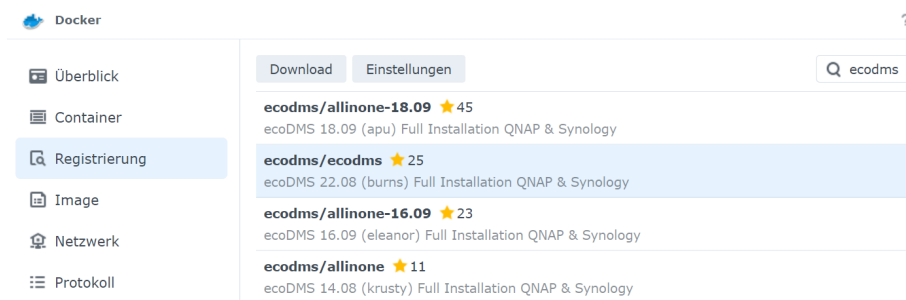 Docker
Überblick
Container
Registrierung
Image
Netzwerk
Protokoll
Download Einstellungen ecodms
ecodms/allinone-18.09 45
ecoDMS 18.09 (apu) Full Installation QNAP & Synology
ecodms/ecodms 25
ecoDMS 22.08 (burns) Full Installation QNAP & Synology
ecodms/allinone-16.09 23
ecoDMS 16.09 (eleanor) Full Installation QNAP & Synology
ecodms/allinone 11
ecoDMS 14.08 (krusty) Full Installation QNAP & Synology